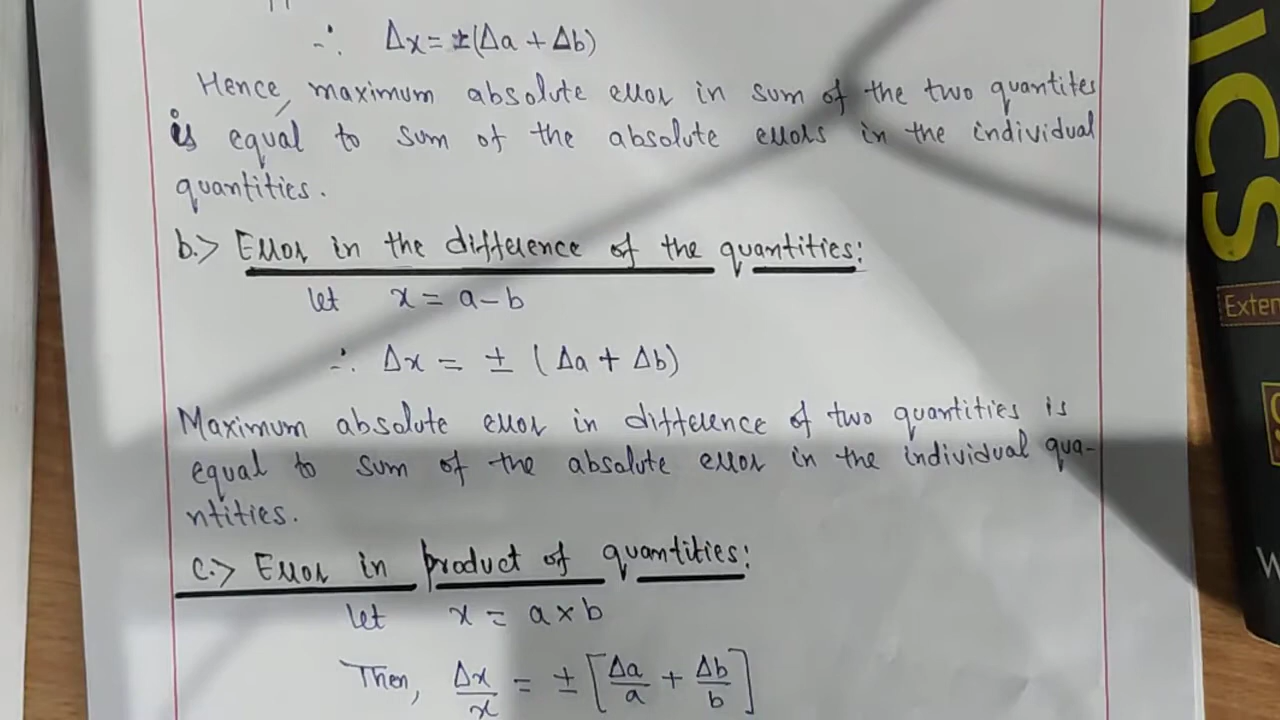 ∴ Δx = ±(Δa + Δb)
Hence, maximum absolute error in sum of the two quantites
is equal to sum of the absolute errors in the individual
quantities.
b.> Error in the difference of the quantities:
let x = a - b
∴ Δx = ± (Δa + Δb)
Maximum absolute error in difference of two quantities is
equal to sum of the absolute error in the individual qua-
ntities.
c.> Error in product of quantities:
let x = a × b
Then, Δx/x = ± [Δa/a + Δb/b]
SICS
Exten
W